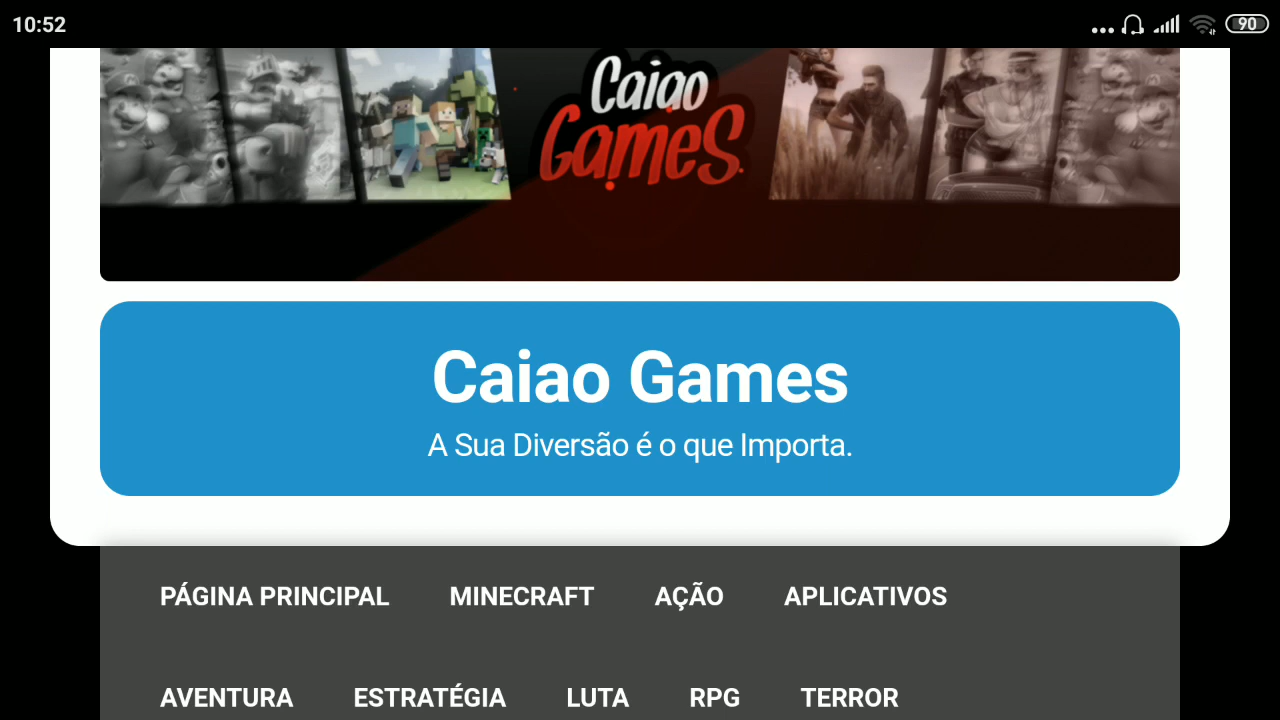 10:52
90
Caiao
Games
Caiao Games
A Sua Diversão é o que Importa.
PÁGINA PRINCIPAL MINECRAFT AÇÃO APLICATIVOS
AVENTURA ESTRATÉGIA LUTA RPG TERROR